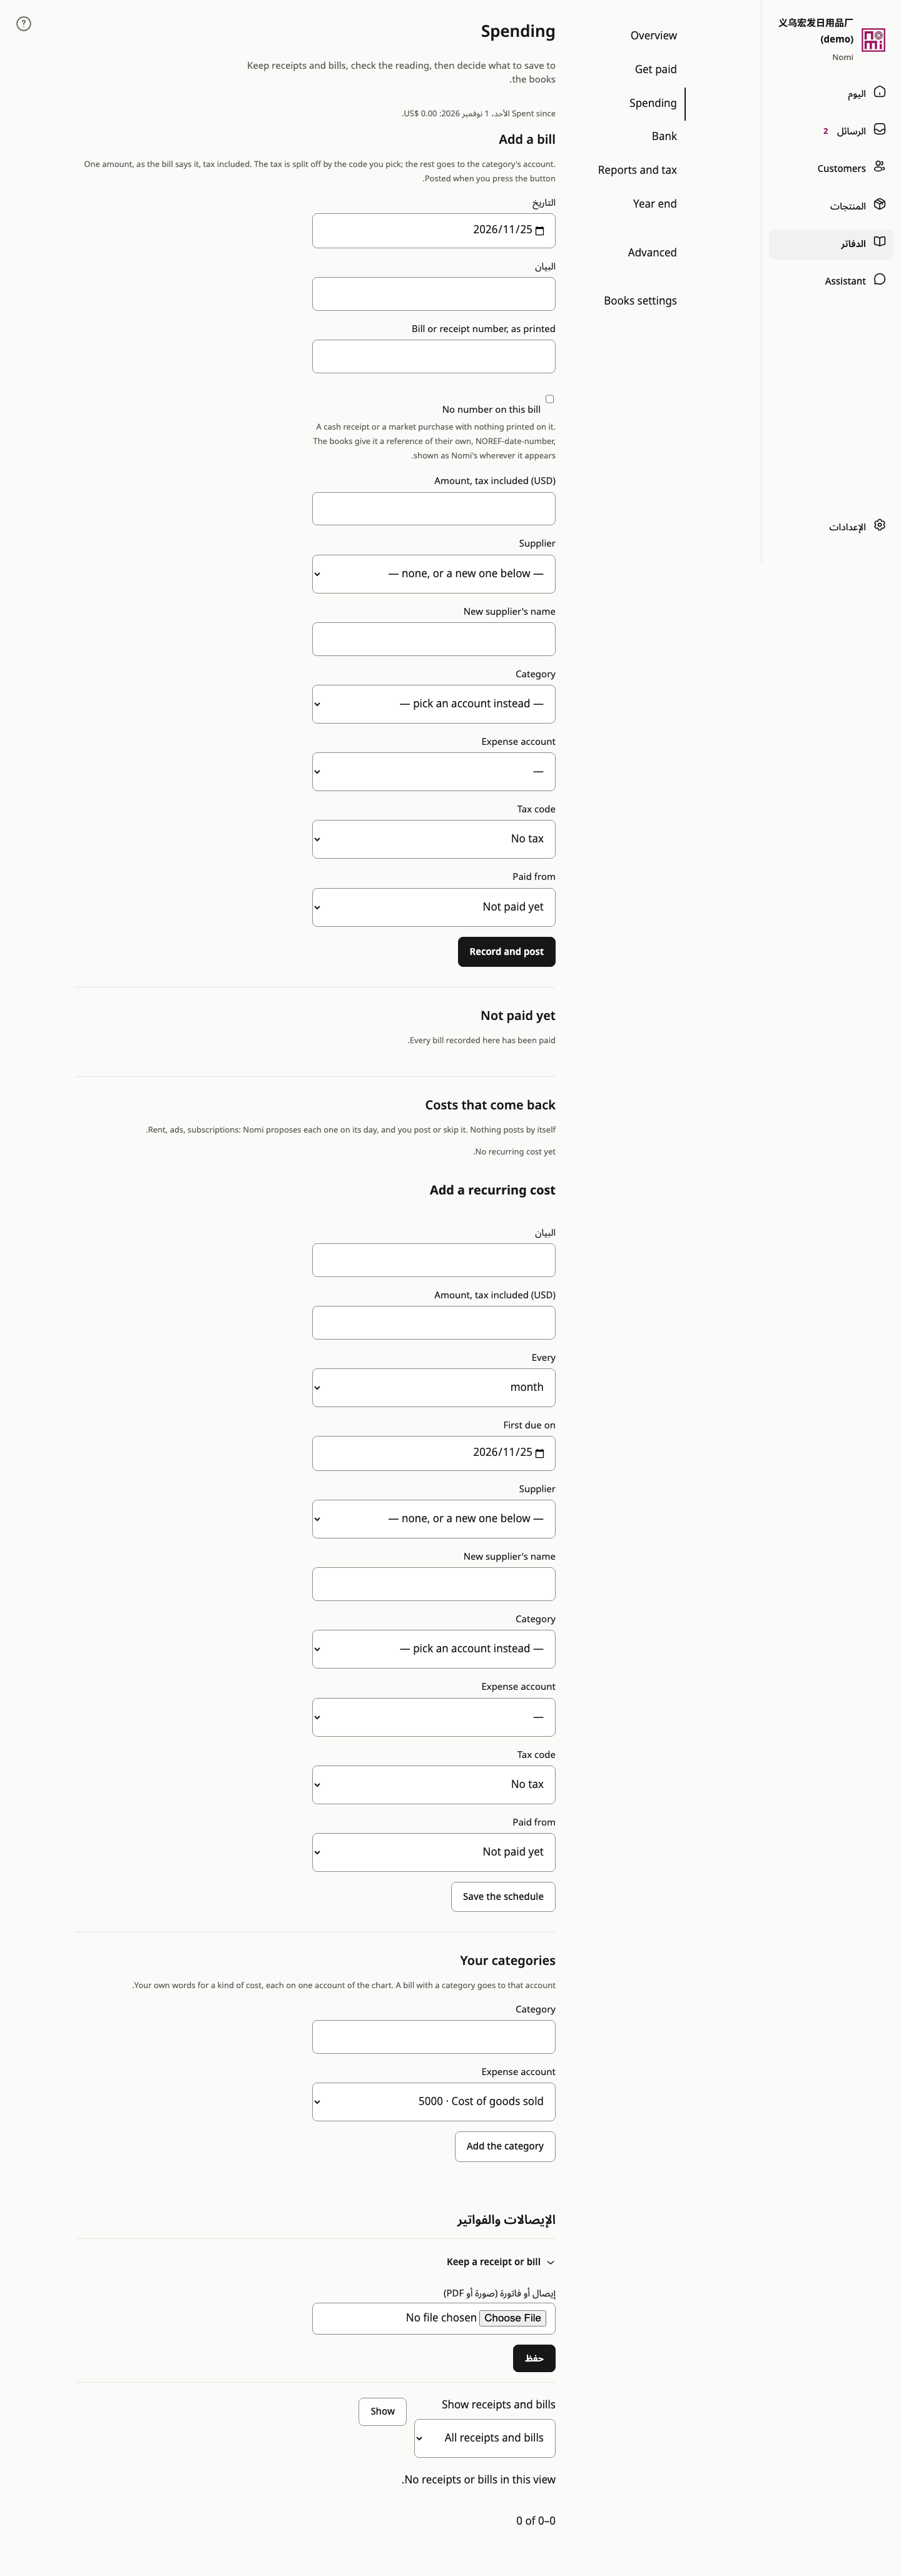 义乌宏发日用品厂
(demo)
Nomi
اليوم
الرسائل 2
Customers
المنتجات
الدفاتر
Assistant
الإعدادات
Overview
Get paid
Spending
Bank
Reports and tax
Year end
Advanced
Books settings
Spending
Keep receipts and bills, check the reading, then decide what to save to
the books.
Spent since الأحد، 1 نوفمبر 2026: US$ 0.00.
Add a bill
One amount, as the bill says it, tax included. The tax is split off by the code you pick; the rest goes to the category's account.
Posted when you press the button.
التاريخ
2026/11/25
البيان
Bill or receipt number, as printed
No number on this bill
A cash receipt or a market purchase with nothing printed on it.
The books give it a reference of their own, NOREF-date-number,
shown as Nomi's wherever it appears.
Amount, tax included (USD)
Supplier
— none, or a new one below —
New supplier's name
Category
— pick an account instead —
Expense account
—
Tax code
No tax
Paid from
Not paid yet
Record and post
Not paid yet
Every bill recorded here has been paid.
Costs that come back
Rent, ads, subscriptions: Nomi proposes each one on its day, and you post or skip it. Nothing posts by itself.
No recurring cost yet.
Add a recurring cost
البيان
Amount, tax included (USD)
Every
month
First due on
2026/11/25
Supplier
— none, or a new one below —
New supplier's name
Category
— pick an account instead —
Expense account
—
Tax code
No tax
Paid from
Not paid yet
Save the schedule
Your categories
Your own words for a kind of cost, each on one account of the chart. A bill with a category goes to that account.
Category
Expense account
5000 · Cost of goods sold
Add the category
الإيصالات والفواتير
Keep a receipt or bill
إيصال أو فاتورة (صورة أو PDF)
Choose File No file chosen
حفظ
Show receipts and bills
All receipts and bills
Show
No receipts or bills in this view.
0 of 0–0